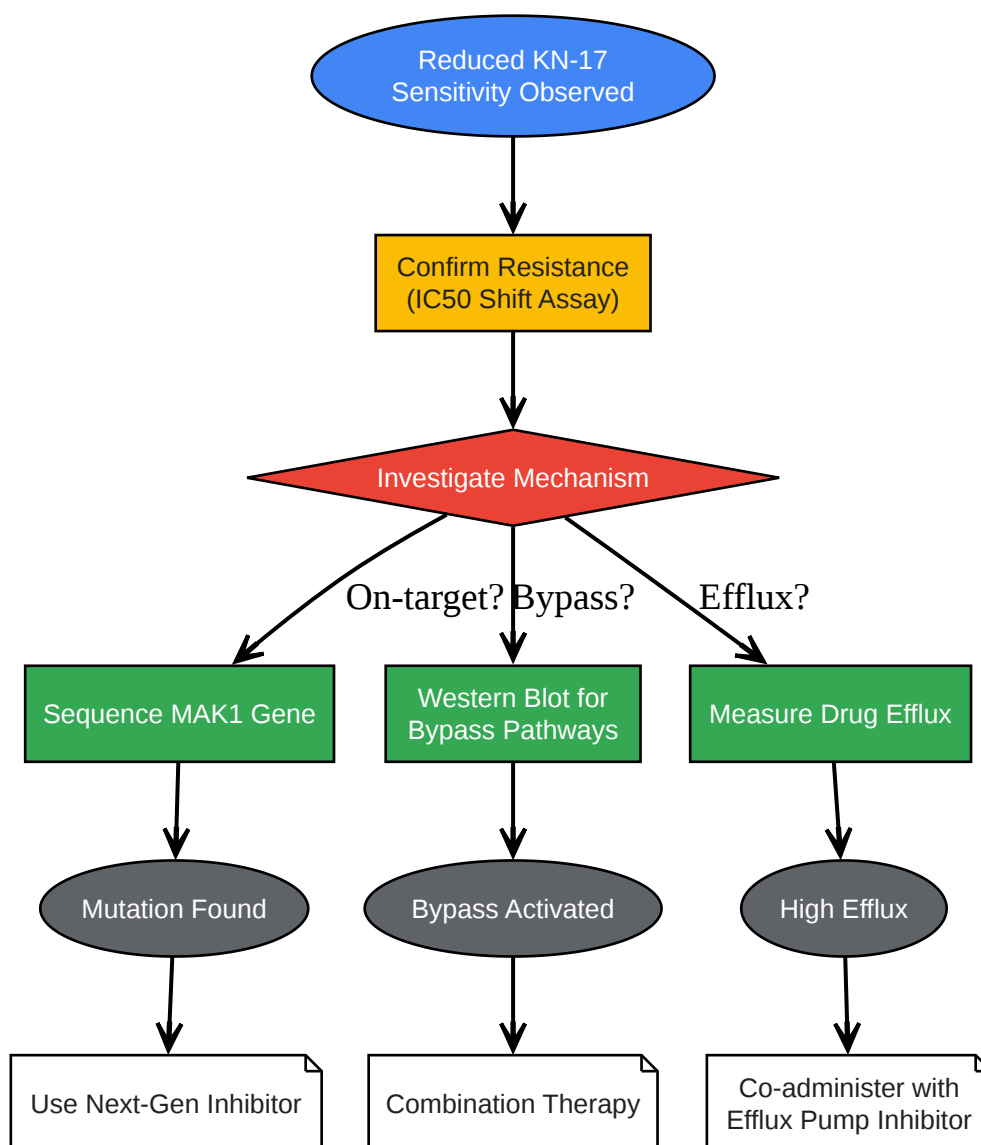 Reduced KN-17
Sensitivity Observed
Confirm Resistance
(IC50 Shift Assay)
Investigate Mechanism
On-target?
Bypass?
Efflux?
Sequence MAK1 Gene
Western Blot for
Bypass Pathways
Measure Drug Efflux
Mutation Found
Bypass Activated
High Efflux
Use Next-Gen Inhibitor
Combination Therapy
Co-administer with
Efflux Pump Inhibitor